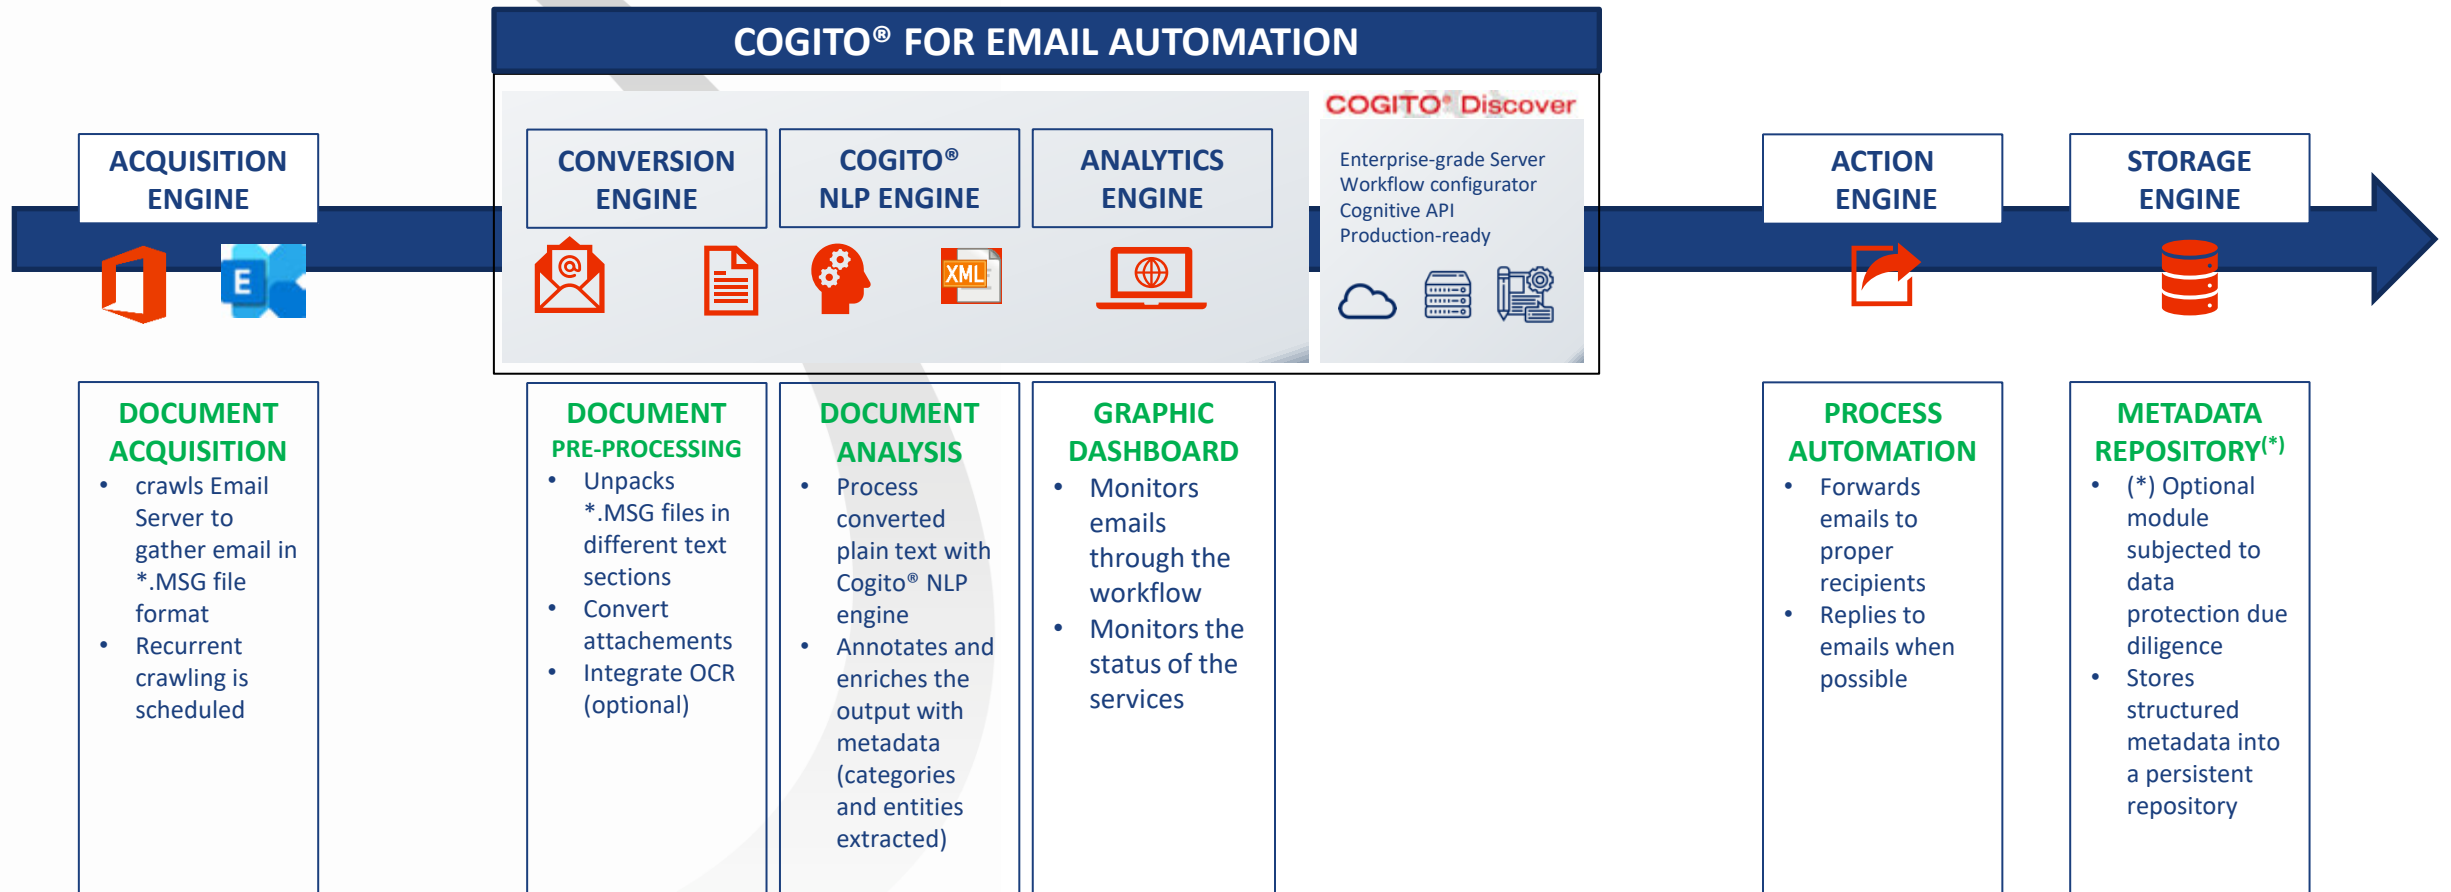 COGITO® FOR EMAIL AUTOMATION
ACQUISITION
ENGINE
CONVERSION
ENGINE
COGITO®
NLP ENGINE
ANALYTICS
ENGINE
COGITO® Discover
Enterprise-grade Server
Workflow configurator
Cognitive API
Production-ready
ACTION
ENGINE
STORAGE
ENGINE
E
@
XML
DOCUMENT
ACQUISITION
• crawls Email
Server to
gather email in
*.MSG file
format
• Recurrent
crawling is
scheduled
DOCUMENT
PRE-PROCESSING
• Unpacks
*.MSG files in
different text
sections
• Convert
attachements
• Integrate OCR
(optional)
DOCUMENT
ANALYSIS
• Process
converted
plain text with
Cogito® NLP
engine
• Annotates and
enriches the
output with
metadata
(categories
and entities
extracted)
GRAPHIC
DASHBOARD
• Monitors
emails
through the
workflow
• Monitors the
status of the
services
PROCESS
AUTOMATION
• Forwards
emails to
proper
recipients
• Replies to
emails when
possible
METADATA
REPOSITORY(*)
• (*) Optional
module
subjected to
data
protection due
diligence
• Stores
structured
metadata into
a persistent
repository